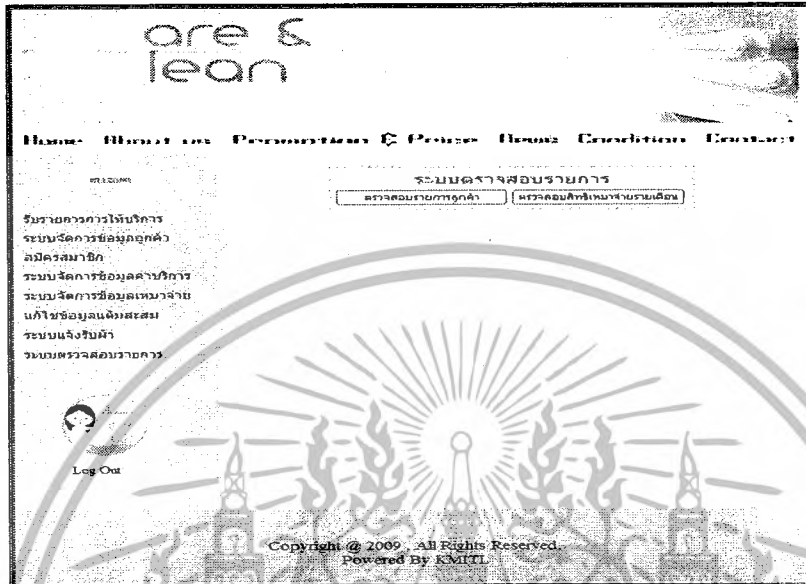 are &
lean
Home About us Promotion & Price News Condition Contact
WELCOME
ระบบตรวจสอบรายการ
ตรวจสอบรายการลูกค้า ตรวจสอบสิทธิเหมาจ่ายรายเดือน
รับรายการการให้บริการ
ระบบจัดการข้อมูลลูกค้า
สมัครสมาชิก
ระบบจัดการข้อมูลค่าบริการ
ระบบจัดการข้อมูลเหมาจ่าย
แก้ไขข้อมูลแต้มสะสม
ระบบแจ้งรับผ้า
ระบบตรวจสอบรายการ
Log Out
Copyright @ 2009 . All Rights Reserved.
Powered By KMITL